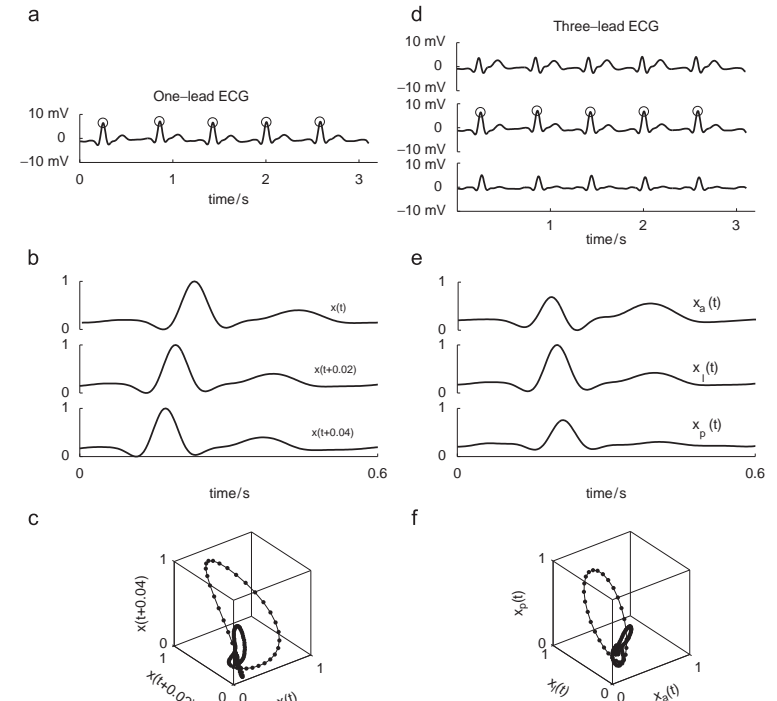 a
One–lead ECG
10 mV
0
–10 mV
0 1 2 3
time/s
b
1
x(t)
0
1
x(t+0.02)
0
1
x(t+0.04)
0
0 0.6
time/s
c
1
x(t+0.04)
0
1
1
x(t+0.02)
0 0
x(t)
d
Three–lead ECG
10 mV
0
–10 mV
10 mV
0
–10 mV
10 mV
0
–10 mV
1 2 3
time/s
e
1
x_a(t)
0
1
x_l(t)
0
1
x_p(t)
0
0 0.6
time/s
f
1
x_p(t)
0
1
1
x_l(t)
0 0
x_a(t)